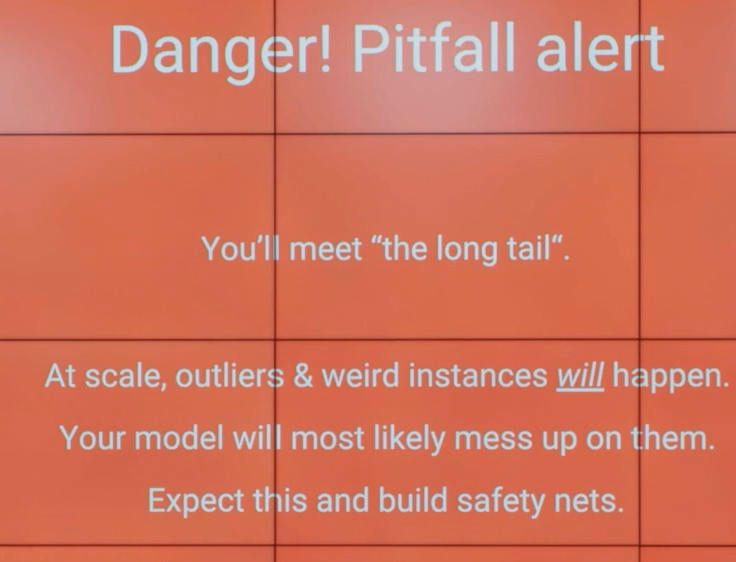 Danger! Pitfall alert
You’ll meet “the long tail“.
At scale, outliers & weird instances will happen.
Your model will most likely mess up on them.
Expect this and build safety nets.